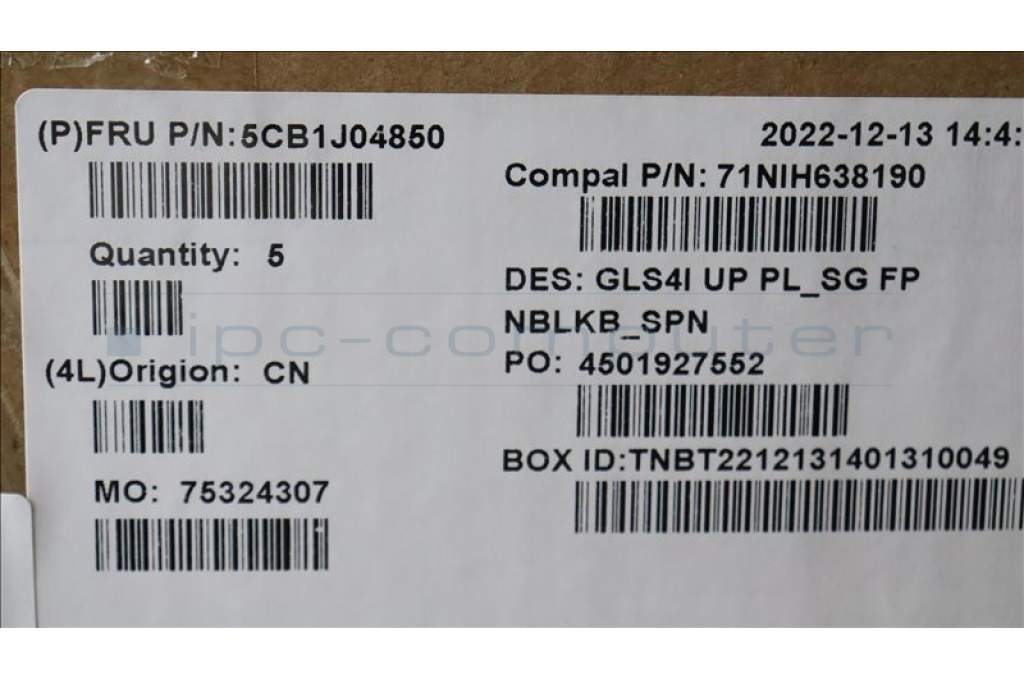 (P)FRU P/N:5CB1J04850
2022-12-13 14:4:
Compal P/N: 71NIH638190
Quantity: 5
DES: GLS4I UP PL_SG FP
NBLKB_SPN
ipc-computer
(4L)Origion: CN
PO: 4501927552
BOX ID:TNBT2212131401310049
MO: 75324307